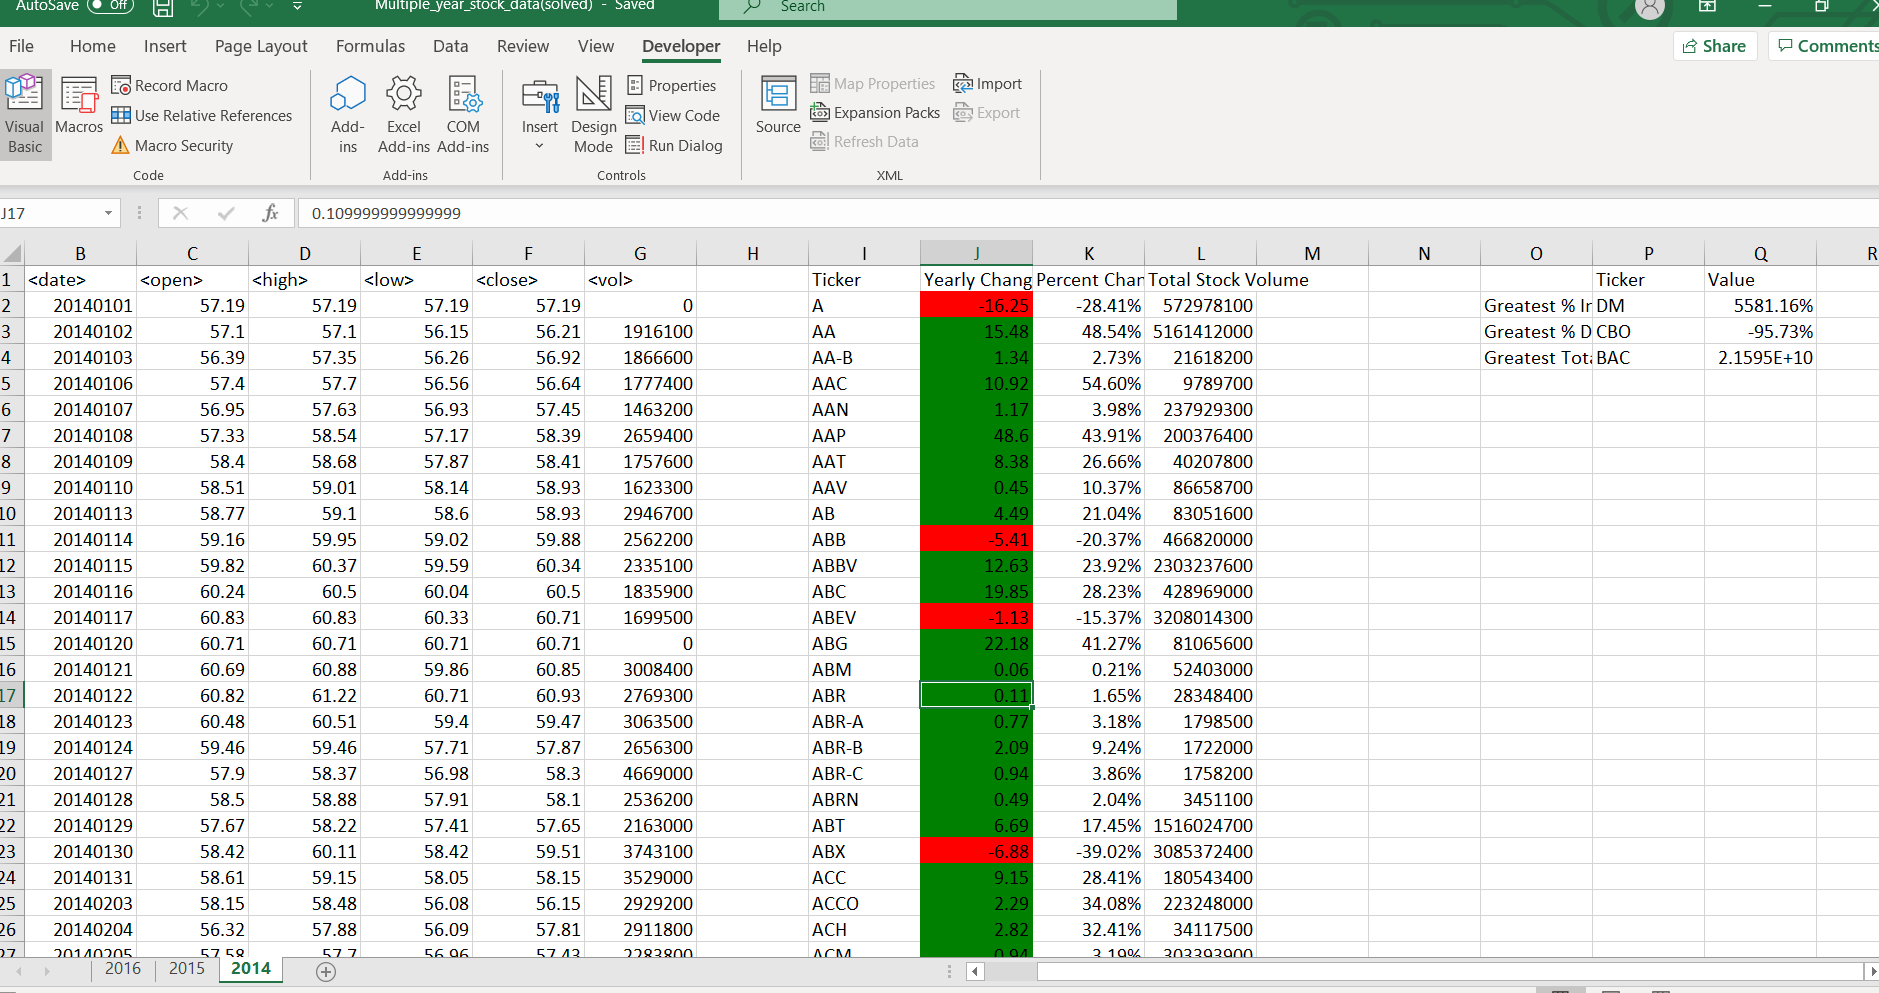 AutoSave Off Multiple_year_stock_data(solved) - Saved Search
File Home Insert Page Layout Formulas Data Review View Developer Help Share Comments
Visual Basic Macros Record Macro Use Relative References Macro Security Code
Add-ins Excel Add-ins COM Add-ins Add-ins
Insert Design Mode Properties View Code Run Dialog Controls
Source Map Properties Expansion Packs Refresh Data Import Export XML
J17 fx 0.109999999999999
B C D E F G H I J K L M N O P Q R
1 <date> <open> <high> <low> <close> <vol> Ticker Yearly Chang Percent Char Total Stock Volume Ticker Value
2 20140101 57.19 57.19 57.19 57.19 0 A -16.25 -28.41% 572978100 Greatest % Ir DM 5581.16%
3 20140102 57.1 57.1 56.15 56.21 1916100 AA 15.48 48.54% 5161412000 Greatest % D CBO -95.73%
4 20140103 56.39 57.35 56.26 56.92 1866600 AA-B 1.34 2.73% 21618200 Greatest Tota BAC 2.1595E+10
5 20140106 57.4 57.7 56.56 56.64 1777400 AAC 10.92 54.60% 9789700
6 20140107 56.95 57.63 56.93 57.45 1463200 AAN 1.17 3.98% 237929300
7 20140108 57.33 58.54 57.17 58.39 2659400 AAP 48.6 43.91% 200376400
8 20140109 58.4 58.68 57.87 58.41 1757600 AAT 8.38 26.66% 40207800
9 20140110 58.51 59.01 58.14 58.93 1623300 AAV 0.45 10.37% 86658700
10 20140113 58.77 59.1 58.6 58.93 2946700 AB 4.49 21.04% 83051600
11 20140114 59.16 59.95 59.02 59.88 2562200 ABB -5.41 -20.37% 466820000
12 20140115 59.82 60.37 59.59 60.34 2335100 ABBV 12.63 23.92% 2303237600
13 20140116 60.24 60.5 60.04 60.5 1835900 ABC 19.85 28.23% 428969000
14 20140117 60.83 60.83 60.33 60.71 1699500 ABEV -1.13 -15.37% 3208014300
15 20140120 60.71 60.71 60.71 60.71 0 ABG 22.18 41.27% 81065600
16 20140121 60.69 60.88 59.86 60.85 3008400 ABM 0.06 0.21% 52403000
17 20140122 60.82 61.22 60.71 60.93 2769300 ABR 0.11 1.65% 28348400
18 20140123 60.48 60.51 59.4 59.47 3063500 ABR-A 0.77 3.18% 1798500
19 20140124 59.46 59.46 57.71 57.87 2656300 ABR-B 2.09 9.24% 1722000
20 20140127 57.9 58.37 56.98 58.3 4669000 ABR-C 0.94 3.86% 1758200
21 20140128 58.5 58.88 57.91 58.1 2536200 ABRN 0.49 2.04% 3451100
22 20140129 57.67 58.22 57.41 57.65 2163000 ABT 6.69 17.45% 1516024700
23 20140130 58.42 60.11 58.42 59.51 3743100 ABX -6.88 -39.02% 3085372400
24 20140131 58.61 59.15 58.05 58.15 3529000 ACC 9.15 28.41% 180543400
25 20140203 58.15 58.48 56.08 56.15 2929200 ACCO 2.29 34.08% 223248000
26 20140204 56.32 57.88 56.09 57.81 2911800 ACH 2.82 32.41% 34117500
27 20140205 57.58 57.7 56.96 57.43 2283800 ACM 0.94 3.19% 303393900
2016 2015 2014